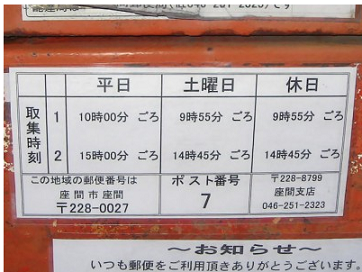 平日 土曜日 休日
取集時刻
1 10時00分 ごろ 9時55分 ごろ 9時55分 ごろ
2 15時00分 ごろ 14時45分 ごろ 14時45分 ごろ
この地域の郵便番号は
座間市座間
〒228-0027
ポスト番号
7
〒228-8799
座間支店
046-251-2323
～お知らせ～
いつも郵便をご利用頂きありがとうございます。